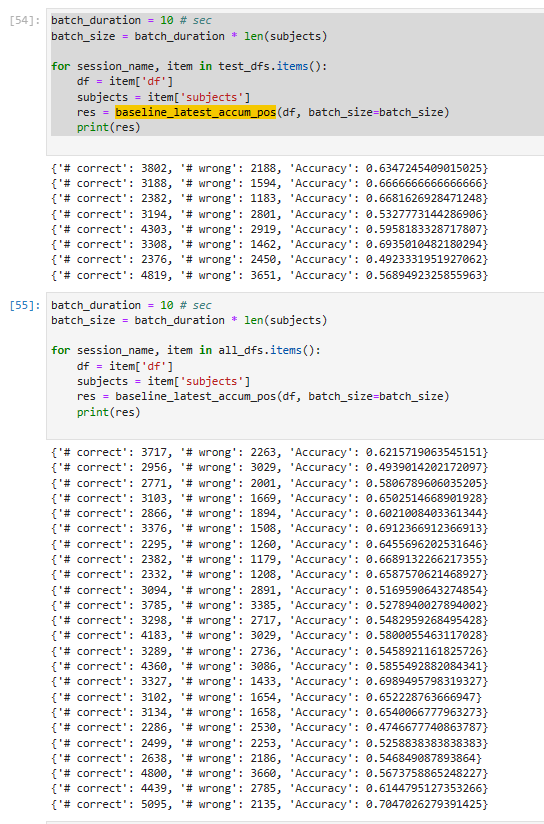 [54]:
batch_duration = 10 # sec
batch_size = batch_duration * len(subjects)
for session_name, item in test_dfs.items():
    df = item['df']
    subjects = item['subjects']
    res = baseline_latest_accum_pos(df, batch_size=batch_size)
    print(res)
{'# correct': 3802, '# wrong': 2188, 'Accuracy': 0.6347245409015025}
{'# correct': 3188, '# wrong': 1594, 'Accuracy': 0.6666666666666666}
{'# correct': 2382, '# wrong': 1183, 'Accuracy': 0.6681626928471248}
{'# correct': 3194, '# wrong': 2801, 'Accuracy': 0.5327773144286906}
{'# correct': 4303, '# wrong': 2919, 'Accuracy': 0.5958183328717807}
{'# correct': 3308, '# wrong': 1462, 'Accuracy': 0.6935010482180294}
{'# correct': 2376, '# wrong': 2450, 'Accuracy': 0.4923331951927062}
{'# correct': 4819, '# wrong': 3651, 'Accuracy': 0.5689492325855963}
[55]:
batch_duration = 10 # sec
batch_size = batch_duration * len(subjects)
for session_name, item in all_dfs.items():
    df = item['df']
    subjects = item['subjects']
    res = baseline_latest_accum_pos(df, batch_size=batch_size)
    print(res)
{'# correct': 3717, '# wrong': 2263, 'Accuracy': 0.6215719063545151}
{'# correct': 2956, '# wrong': 3029, 'Accuracy': 0.4939014202172097}
{'# correct': 2771, '# wrong': 2001, 'Accuracy': 0.5806789606035205}
{'# correct': 3103, '# wrong': 1669, 'Accuracy': 0.6502514668901928}
{'# correct': 2866, '# wrong': 1894, 'Accuracy': 0.6021008403361344}
{'# correct': 3376, '# wrong': 1508, 'Accuracy': 0.6912366912366913}
{'# correct': 2295, '# wrong': 1260, 'Accuracy': 0.6455696202531646}
{'# correct': 2382, '# wrong': 1179, 'Accuracy': 0.6689132266217355}
{'# correct': 2332, '# wrong': 1208, 'Accuracy': 0.6587570621468927}
{'# correct': 3094, '# wrong': 2891, 'Accuracy': 0.5169590643274854}
{'# correct': 3785, '# wrong': 3385, 'Accuracy': 0.5278940027894002}
{'# correct': 3298, '# wrong': 2717, 'Accuracy': 0.5482959268495428}
{'# correct': 4183, '# wrong': 3029, 'Accuracy': 0.5800055463117028}
{'# correct': 3289, '# wrong': 2736, 'Accuracy': 0.5458921161825726}
{'# correct': 4360, '# wrong': 3086, 'Accuracy': 0.5855492882084341}
{'# correct': 3327, '# wrong': 1433, 'Accuracy': 0.6989495798319327}
{'# correct': 3102, '# wrong': 1654, 'Accuracy': 0.652228763666947}
{'# correct': 3134, '# wrong': 1658, 'Accuracy': 0.6540066777963273}
{'# correct': 2286, '# wrong': 2530, 'Accuracy': 0.4746677740863787}
{'# correct': 2499, '# wrong': 2253, 'Accuracy': 0.5258838383838383}
{'# correct': 2638, '# wrong': 2186, 'Accuracy': 0.546849087893864}
{'# correct': 4800, '# wrong': 3660, 'Accuracy': 0.5673758865248227}
{'# correct': 4439, '# wrong': 2785, 'Accuracy': 0.6144795127353266}
{'# correct': 5095, '# wrong': 2135, 'Accuracy': 0.7047026279391425}